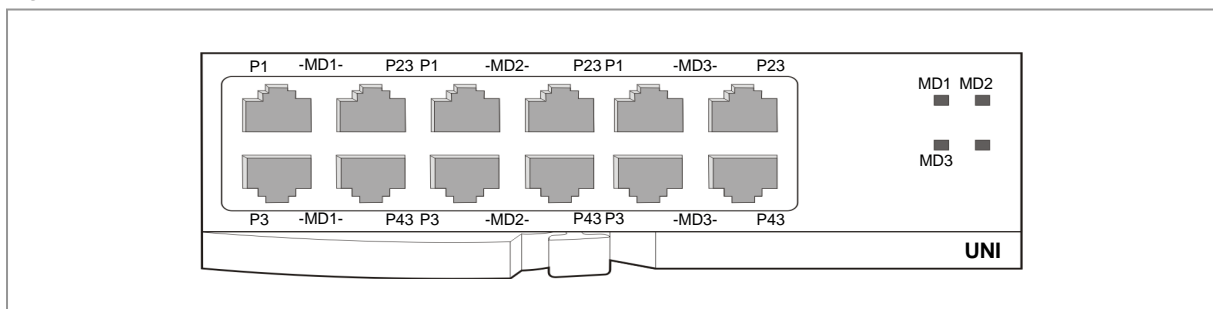 P1 -MD1- P23 P1 -MD2- P23 P1 -MD3- P23
MD1 MD2
MD3
P3 -MD1- P43 P3 -MD2- P43 P3 -MD3- P43
UNI